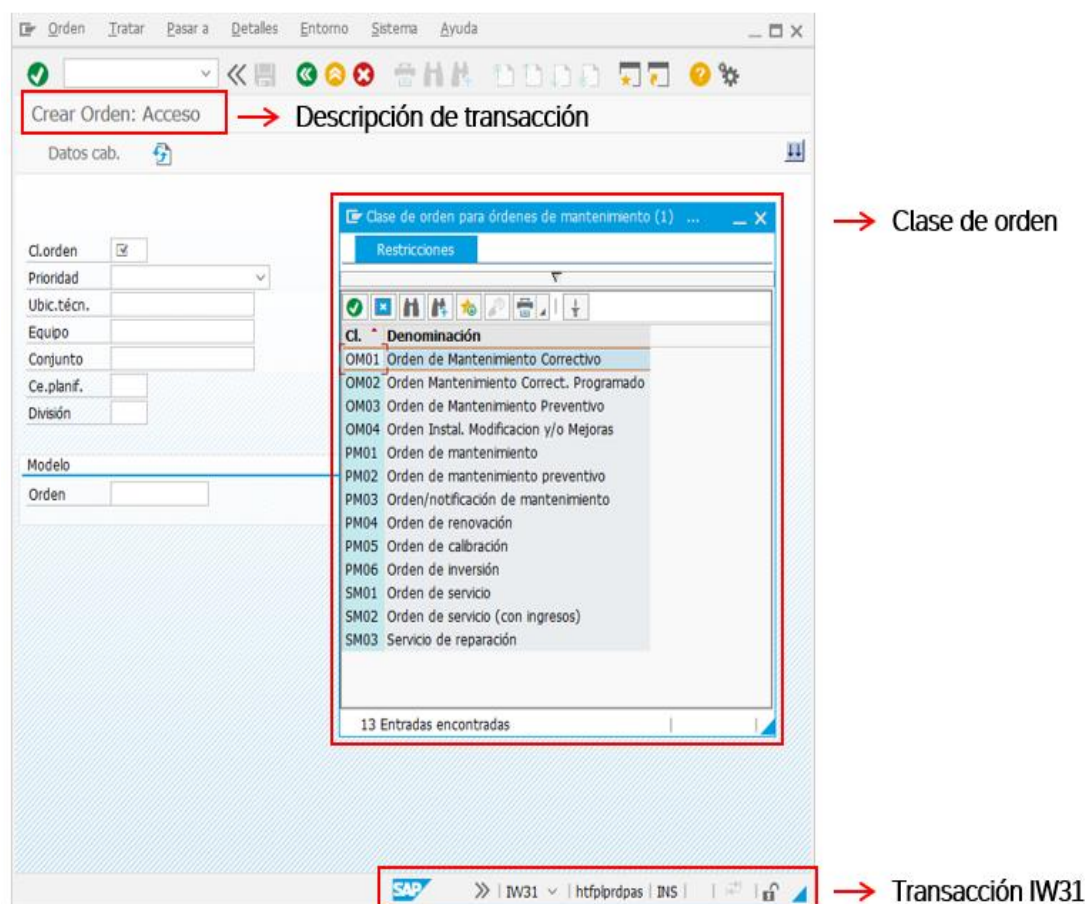 Orden Tratar Pasar a Detalles Entorno Sistema Ayuda
Crear Orden: Acceso
Descripción de transacción
Datos cab.
Clase de orden para órdenes de mantenimiento (1) ...
Clase de orden
Restricciones
Cl.orden
Prioridad
Ubic.técn.
Equipo
Conjunto
Ce.planif.
División
Modelo
Orden
Cl. Denominación
OM01 Orden de Mantenimiento Correctivo
OM02 Orden Mantenimiento Correct. Programado
OM03 Orden de Mantenimiento Preventivo
OM04 Orden Instal. Modificacion y/o Mejoras
PM01 Orden de mantenimiento
PM02 Orden de mantenimiento preventivo
PM03 Orden/notificación de mantenimiento
PM04 Orden de renovación
PM05 Orden de calibración
PM06 Orden de inversión
SM01 Orden de servicio
SM02 Orden de servicio (con ingresos)
SM03 Servicio de reparación
13 Entradas encontradas
SAP IW31 htfplprdpas INS
Transacción IW31